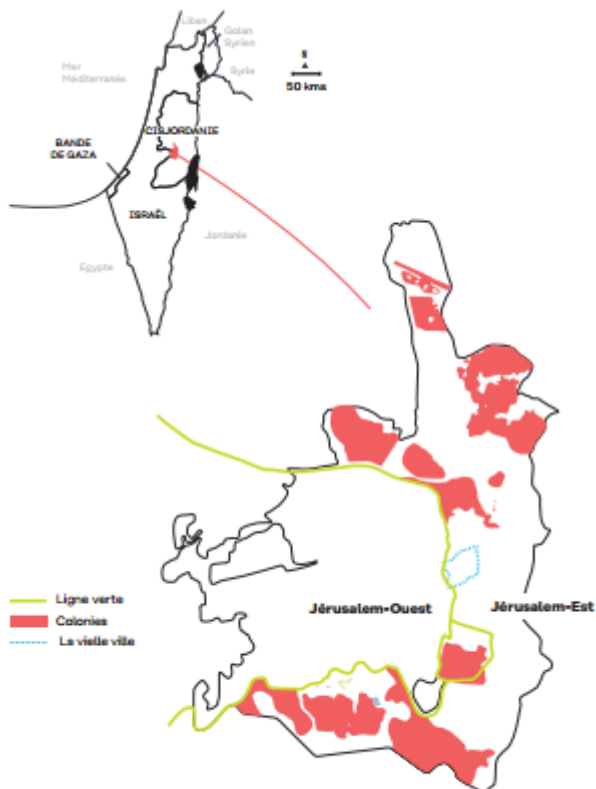 Liban
Golan
Syrien
Mer
Méditerranée
Syrie
N
50 kms
CISJORDANIE
BANDE
DE GAZA
ISRAËL
Jordanie
Egypte
Ligne verte
Colonies
La vielle ville
Jérusalem-Ouest
Jérusalem-Est